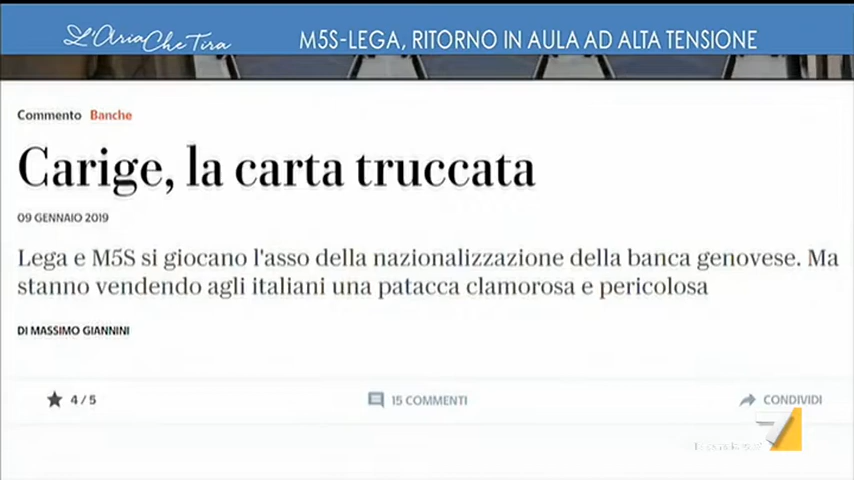 L'Aria Che Tira
M5S-LEGA, RITORNO IN AULA AD ALTA TENSIONE
Commento Banche
Carige, la carta truccata
09 GENNAIO 2019
Lega e M5S si giocano l'asso della nazionalizzazione della banca genovese. Ma
stanno vendendo agli italiani una patacca clamorosa e pericolosa
DI MASSIMO GIANNINI
4 / 5
15 COMMENTI
CONDIVIDI
7